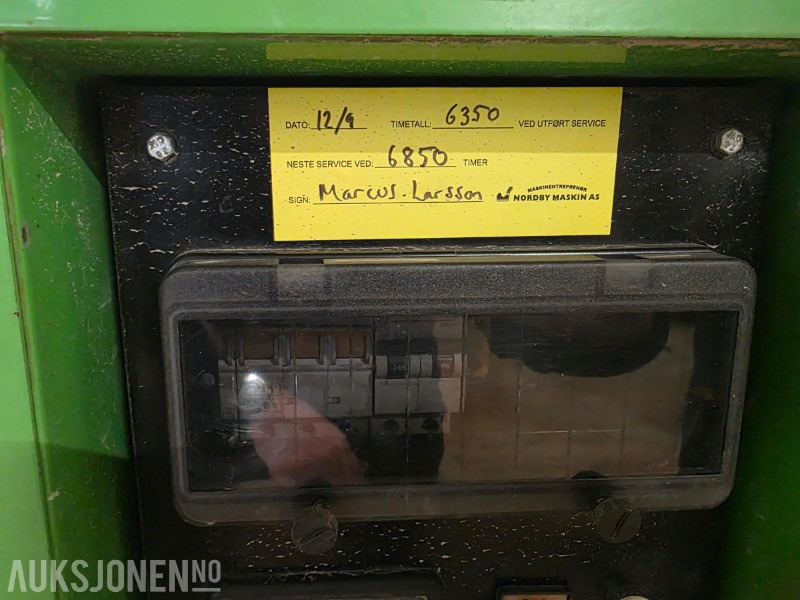 DATO: 12/9 TIMETALL: 6350 VED UTFØRT SERVICE
NESTE SERVICE VED: 6850 TIMER
SIGN: Marcus Larsson
MASKINENTREPRENØR
NORDBY MASKIN AS
AUKSJONEN.NO